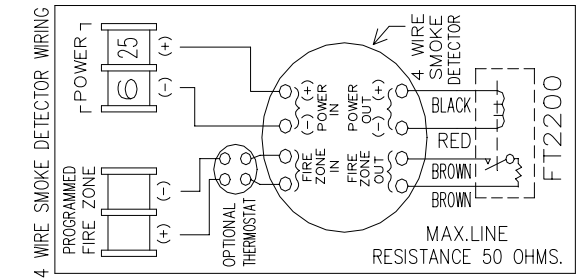 4 WIRE SMOKE DETECTOR WIRING
POWER
25
6
(+)
(-)
PROGRAMMED
FIRE ZONE
(-)
(+)
OPTIONAL
THERMOSTAT
(+)
(-)
POWER
IN
FIRE
ZONE
IN
POWER
OUT
(+)
(-)
FIRE
ZONE
OUT
4 WIRE
SMOKE
DETECTOR
BLACK
RED
BROWN
BROWN
FT2200
MAX.LINE
RESISTANCE 50 OHMS.